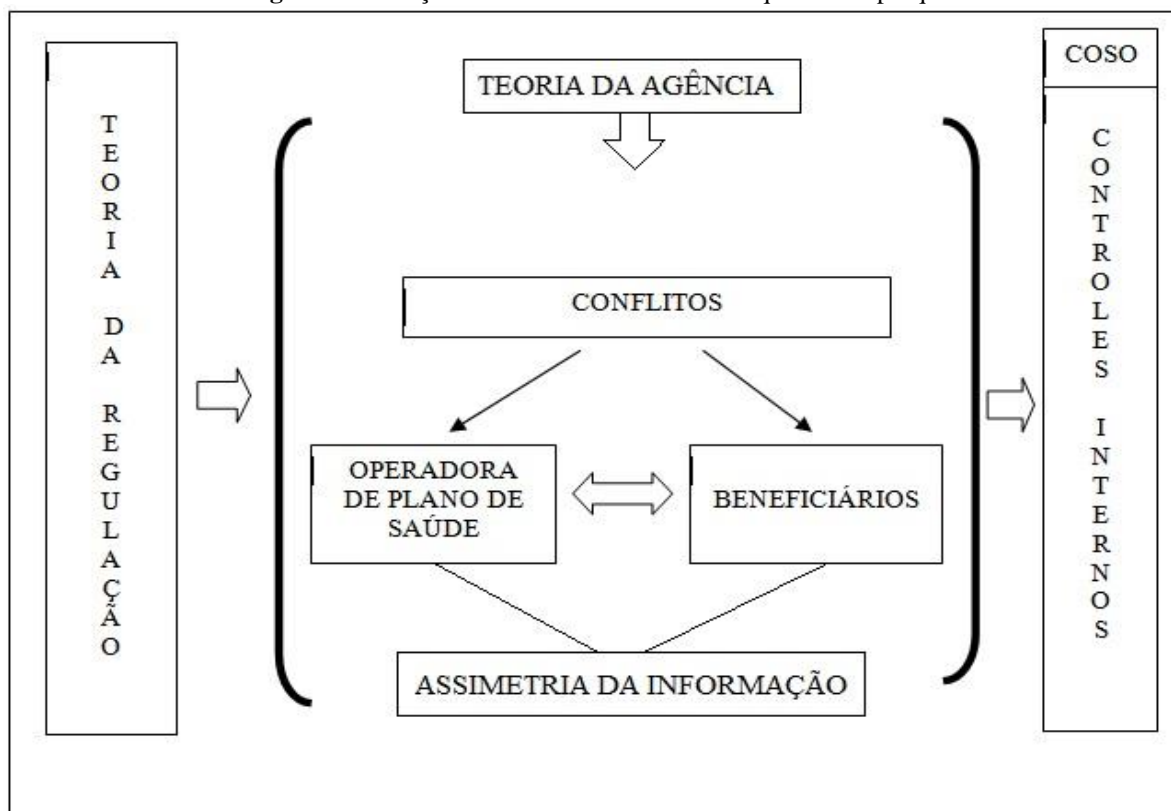 TEORIA DA AGÊNCIA
COSO
TEORIA DA REGULAÇÃO
CONFLITOS
OPERADORA
DE PLANO DE
SAÚDE
BENEFICIÁRIOS
ASSIMETRIA DA INFORMAÇÃO
CONTROLES INTERNOS